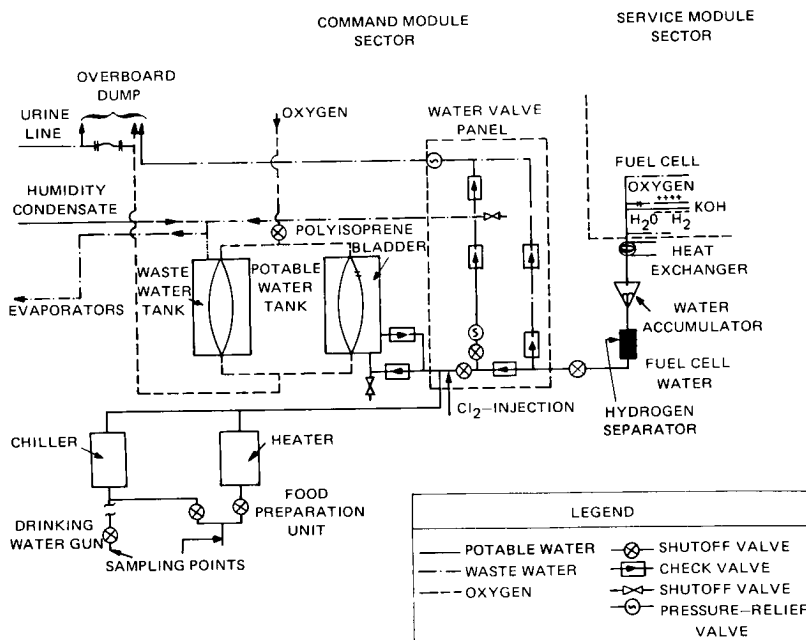 COMMAND MODULE
SECTOR
SERVICE MODULE
SECTOR
OVERBOARD
DUMP
URINE
LINE
OXYGEN
WATER VALVE
PANEL
FUEL CELL
OXYGEN
KOH
H2O H2
HUMIDITY
CONDENSATE
POLYISOPRENE
BLADDER
HEAT
EXCHANGER
WASTE
WATER
TANK
POTABLE
WATER
TANK
EVAPORATORS
WATER
ACCUMULATOR
FUEL CELL
WATER
Cl2–INJECTION
HYDROGEN
SEPARATOR
CHILLER
HEATER
FOOD
PREPARATION
UNIT
DRINKING
WATER GUN
SAMPLING POINTS
LEGEND
POTABLE WATER
WASTE WATER
OXYGEN
SHUTOFF VALVE
CHECK VALVE
SHUTOFF VALVE
PRESSURE–RELIEF
VALVE